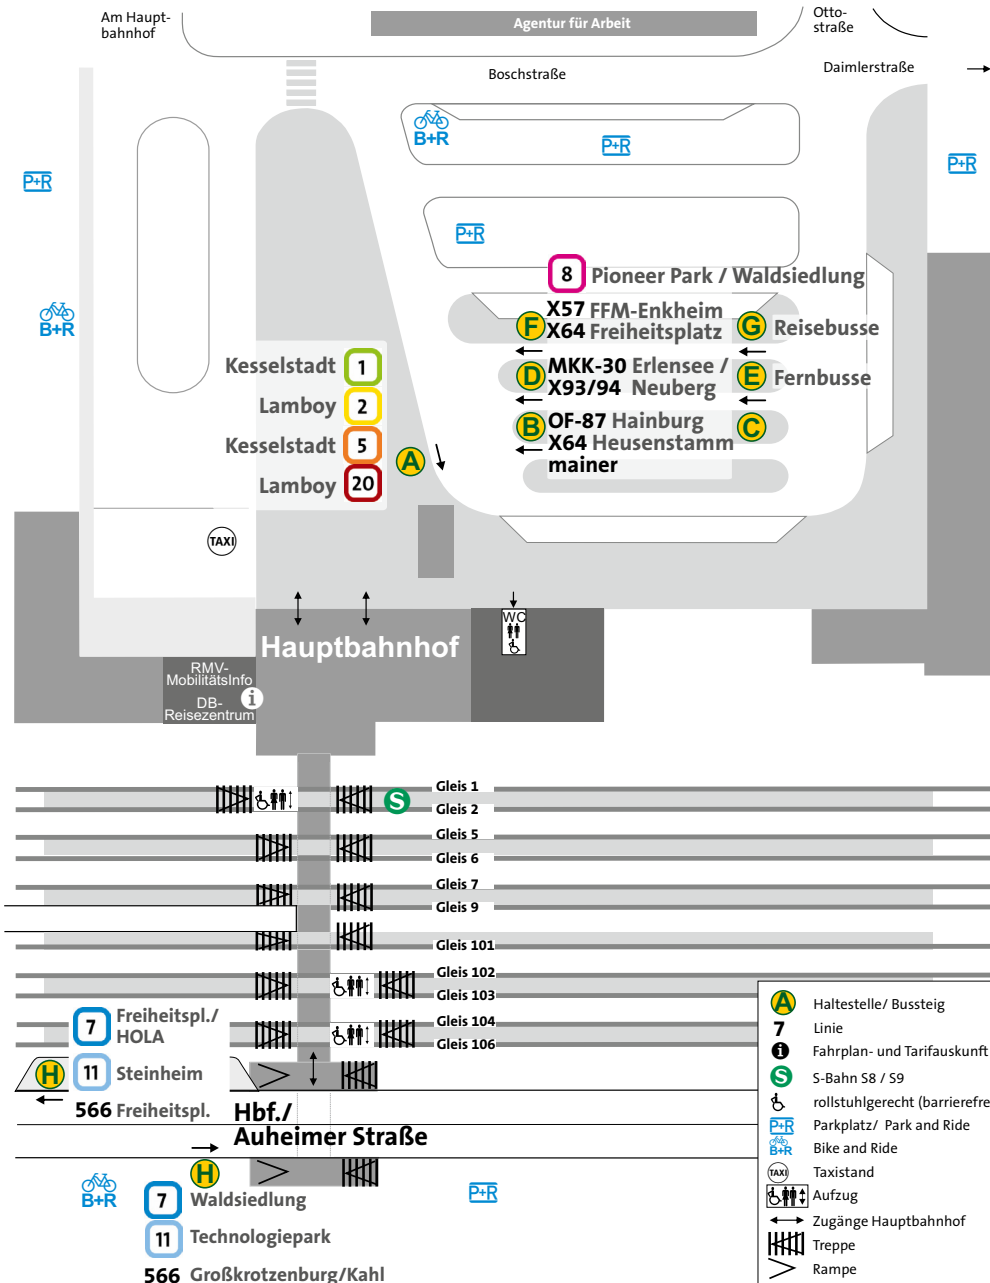 Am Haupt-
bahnhof
Agentur für Arbeit
Otto-
straße
Boschstraße
Daimlerstraße
B+R
P+R
P+R
P+R
P+R
B+R
8 Pioneer Park / Waldsiedlung
X57 FFM-Enkheim
X64 Freiheitsplatz
F
G Reisebusse
MKK-30 Erlensee /
X93/94 Neuberg
D
E Fernbusse
OF-87 Hainburg
X64 Heusenstamm
mainer
B
C
Kesselstadt 1
Lamboy 2
Kesselstadt 5
Lamboy 20
A
TAXI
WC
Hauptbahnhof
RMV-
MobilitätsInfo
DB-
Reisezentrum
i
Gleis 1
S
Gleis 2
Gleis 5
Gleis 6
Gleis 7
Gleis 9
Gleis 101
Gleis 102
Gleis 103
Gleis 104
Gleis 106
7 Freiheitspl./
HOLA
H
11 Steinheim
566 Freiheitspl.
Hbf./
Auheimer Straße
H
B+R
P+R
7 Waldsiedlung
11 Technologiepark
566 Großkrotzenburg/Kahl
A Haltestelle/ Bussteig
7 Linie
i Fahrplan- und Tarifauskunft
S S-Bahn S8 / S9
rollstuhlgerecht (barrierefre
P+R Parkplatz/ Park and Ride
B+R Bike and Ride
TAXI Taxistand
Aufzug
Zugänge Hauptbahnhof
Treppe
Rampe